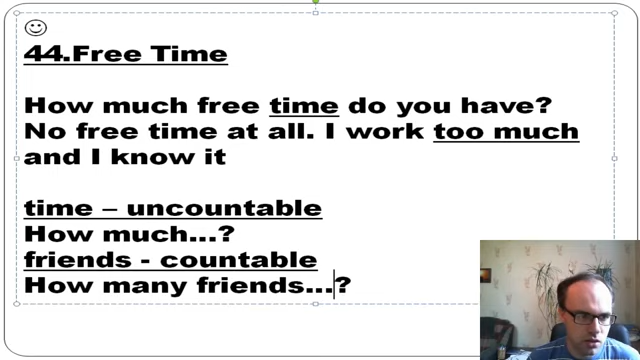 44.Free Time
How much free time do you have?
No free time at all. I work too much
and I know it
time – uncountable
How much...?
friends - countable
How many friends...?